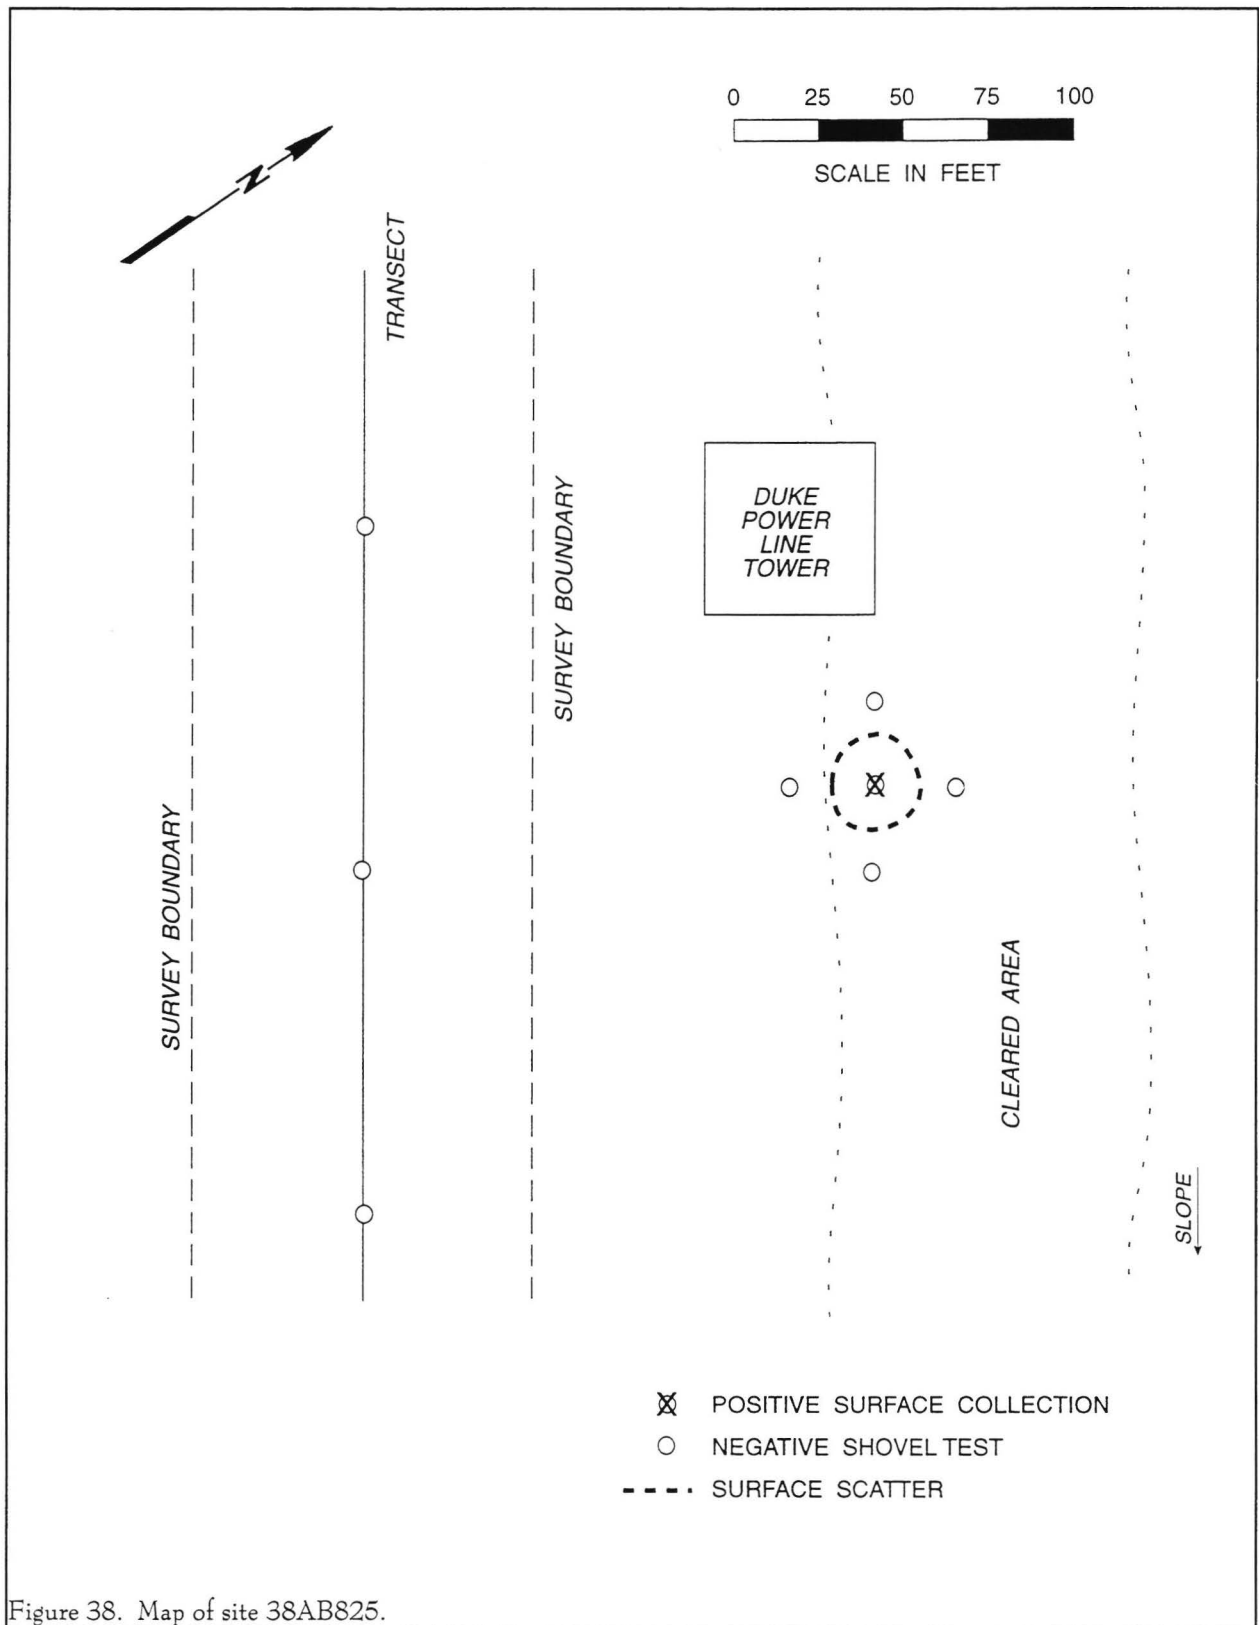 0 25 50 75 100
SCALE IN FEET
N
TRANSECT
DUKE
POWER
LINE
TOWER
SURVEY BOUNDARY
SURVEY BOUNDARY
CLEARED AREA
SLOPE
POSITIVE SURFACE COLLECTION
NEGATIVE SHOVEL TEST
SURFACE SCATTER
Figure 38. Map of site 38AB825.